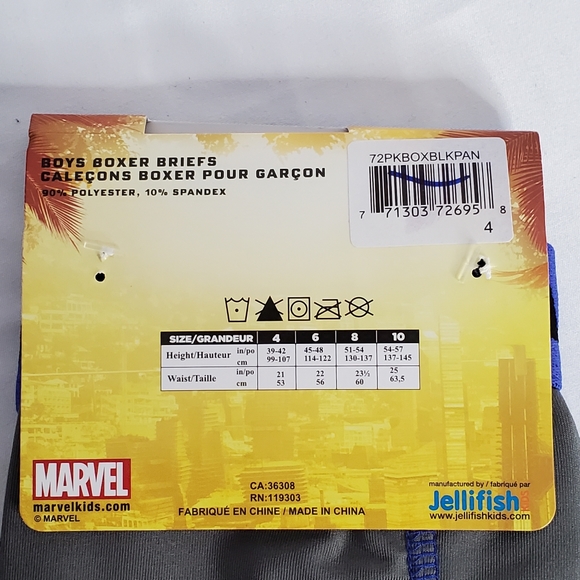 BOYS BOXER BRIEFS
CALEÇONS BOXER POUR GARÇON
90% POLYESTER, 10% SPANDEX
72PKBOXBLKPAN
7 71303 72695 8
4
SIZE/GRANDEUR 4 6 8 10
Height/Hauteur in/po 39-42 45-48 51-54 54-57
cm 99-107 114-122 130-137 137-145
Waist/Taille in/po 21 22 23½ 25
cm 53 56 60 63,5
MARVEL
marvelkids.com
© MARVEL
CA:36308
RN:119303
FABRIQUÉ EN CHINE / MADE IN CHINA
manufactured by / fabriqué par
Jellifish KIDS
www.jellifishkids.com